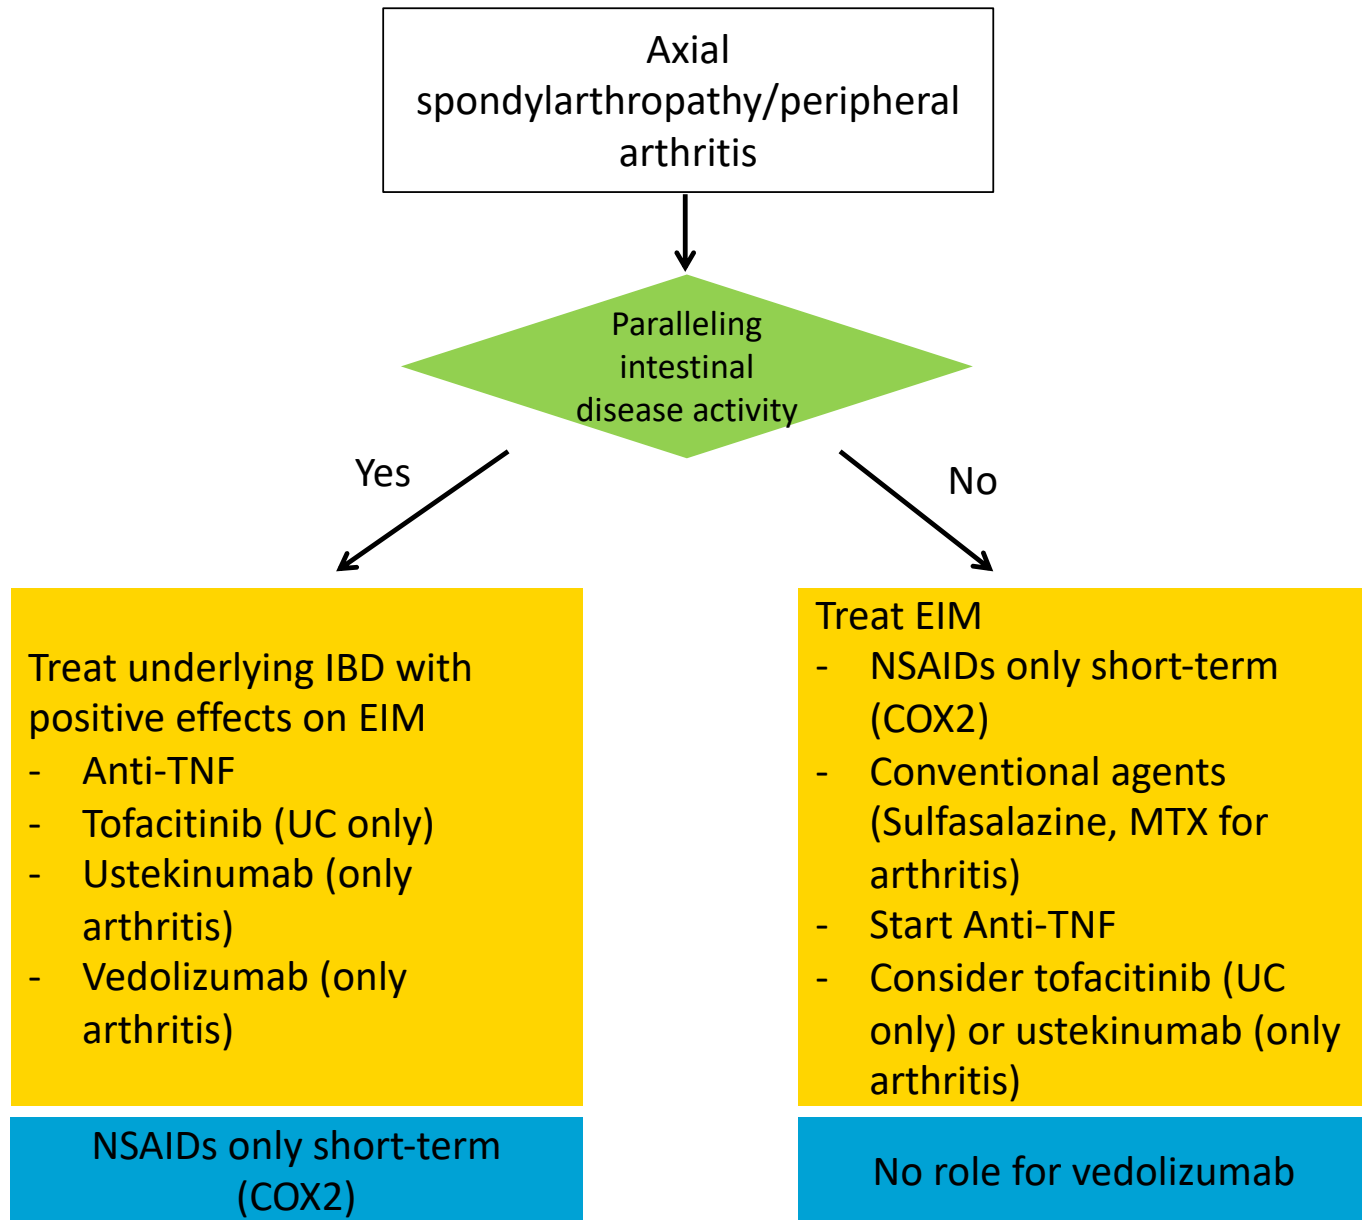 Axial
spondylarthropathy/peripheral
arthritis
Paralleling
intestinal
disease activity
Yes
No
Treat underlying IBD with
positive effects on EIM
- Anti-TNF
- Tofacitinib (UC only)
- Ustekinumab (only
arthritis)
- Vedolizumab (only
arthritis)
NSAIDs only short-term
(COX2)
Treat EIM
- NSAIDs only short-term
(COX2)
- Conventional agents
(Sulfasalazine, MTX for
arthritis)
- Start Anti-TNF
- Consider tofacitinib (UC
only) or ustekinumab (only
arthritis)
No role for vedolizumab